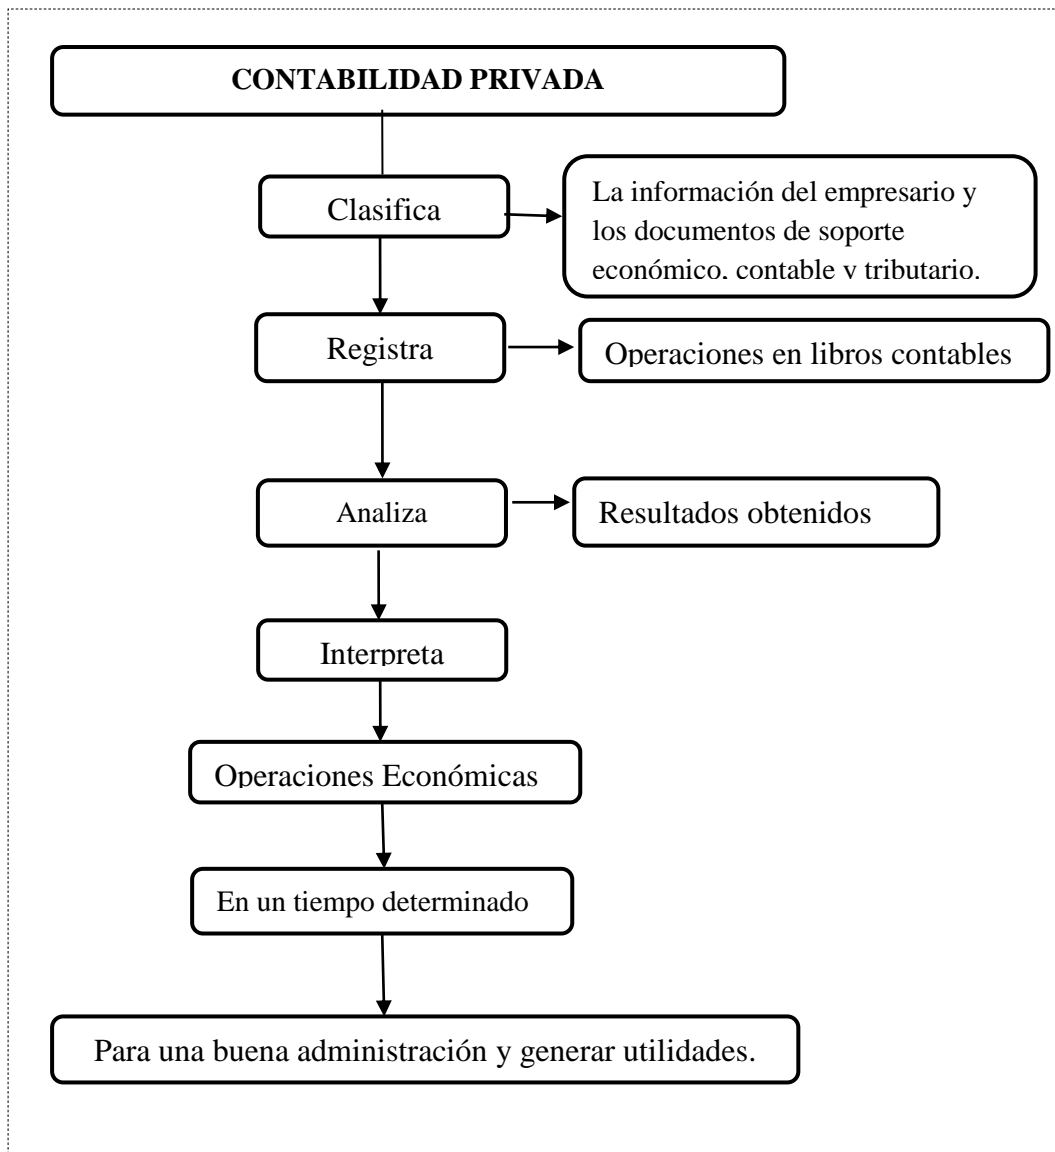 CONTABILIDAD PRIVADA
Clasifica
La información del empresario y
los documentos de soporte
económico, contable y tributario.
Registra
Operaciones en libros contables
Analiza
Resultados obtenidos
Interpreta
Operaciones Económicas
En un tiempo determinado
Para una buena administración y generar utilidades.